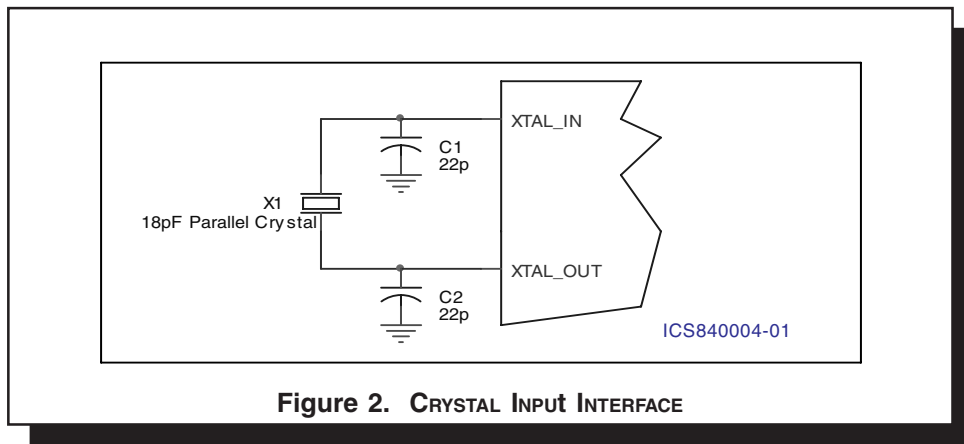 XTAL_IN
C1
22p
X1
18pF Parallel Crystal
XTAL_OUT
C2
22p
ICS840004-01
Figure 2. CRYSTAL INPUt INTERFACE